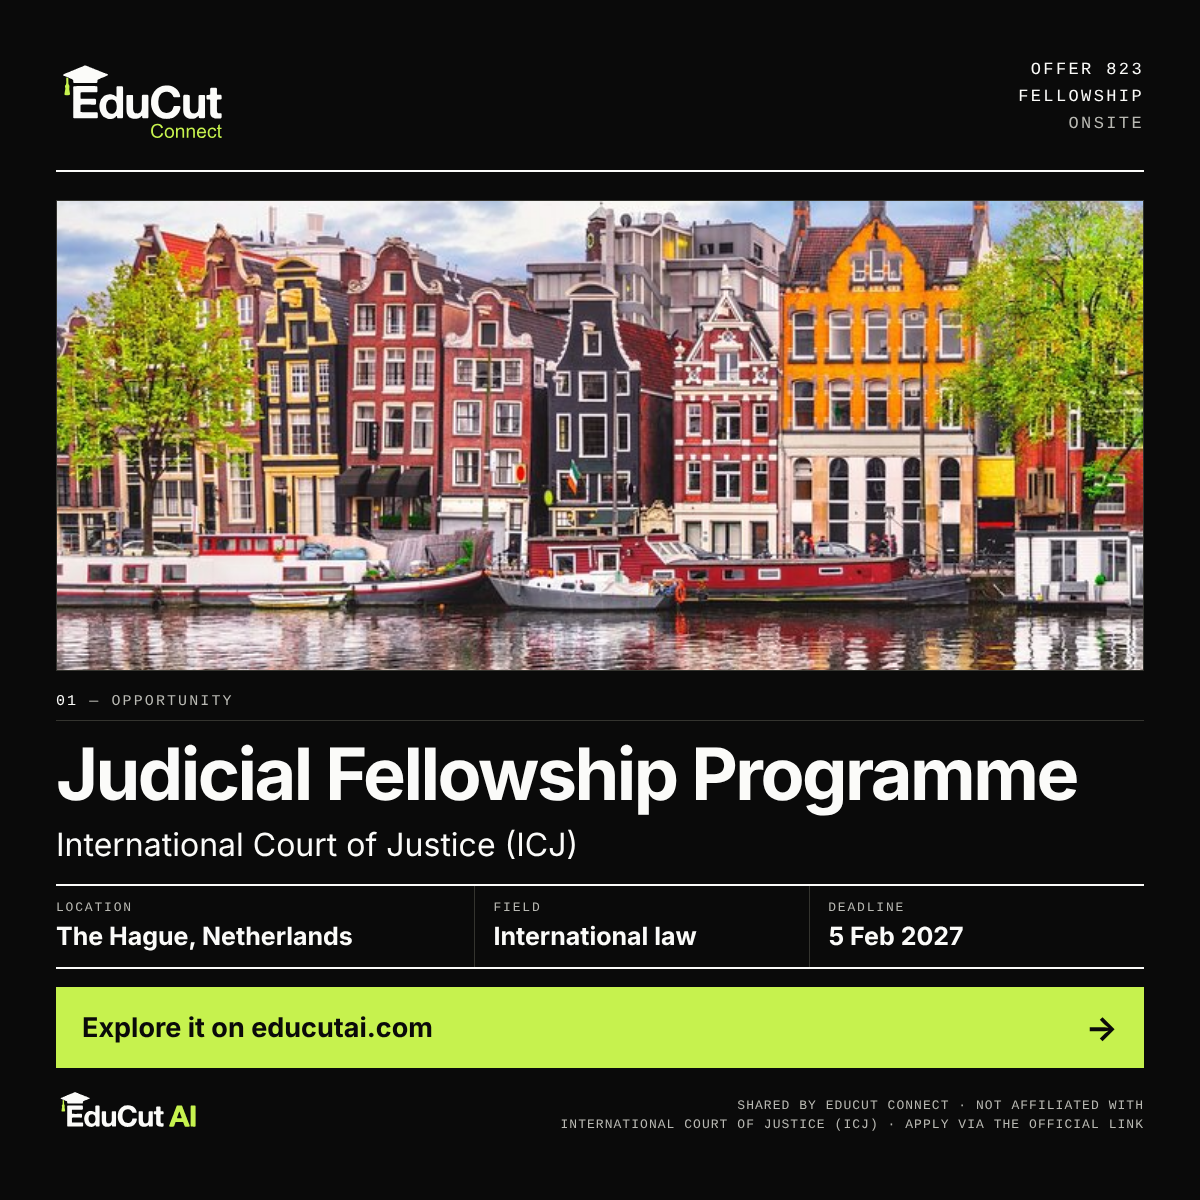 EduCut
Connect
OFFER 823
FELLOWSHIP
ONSITE
01 — OPPORTUNITY
Judicial Fellowship Programme
International Court of Justice (ICJ)
LOCATION
The Hague, Netherlands
FIELD
International law
DEADLINE
5 Feb 2027
Explore it on educutai.com →
EduCut AI
SHARED BY EDUCUT CONNECT · NOT AFFILIATED WITH
INTERNATIONAL COURT OF JUSTICE (ICJ) · APPLY VIA THE OFFICIAL LINK